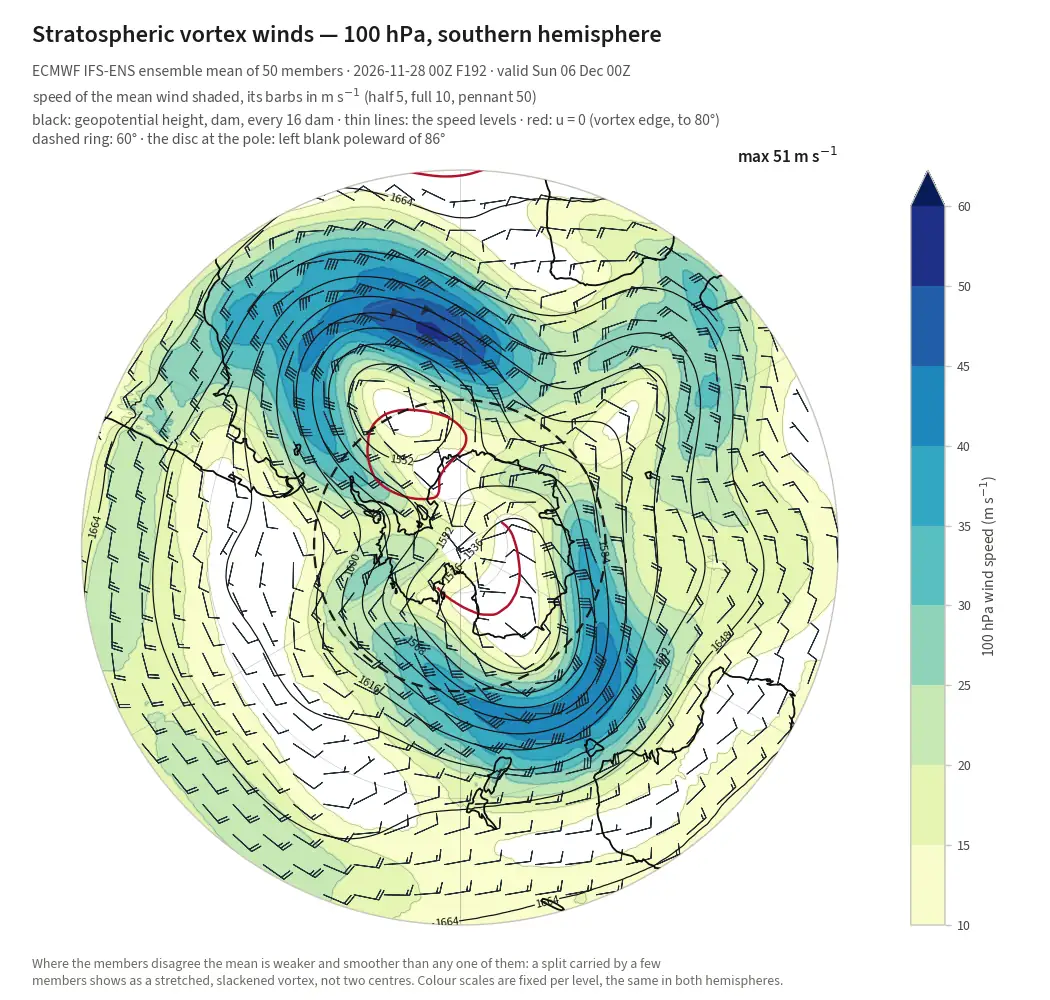 Stratospheric vortex winds — 100 hPa, southern hemisphere
ECMWF IFS-ENS ensemble mean of 50 members · 2026-11-28 00Z F192 · valid Sun 06 Dec 00Z
speed of the mean wind shaded, its barbs in m s⁻¹ (half 5, full 10, pennant 50)
black: geopotential height, dam, every 16 dam · thin lines: the speed levels · red: u = 0 (vortex edge, to 80°)
dashed ring: 60° · the disc at the pole: left blank poleward of 86°
max 51 m s⁻¹
1664
60
50
45
40
35
30
25
20
15
10
100 hPa wind speed (m s⁻¹)
1552
1664
1592
1536
1600
1584
1568
1648
1632
1616
1664
1664
Where the members disagree the mean is weaker and smoother than any one of them: a split carried by a few
members shows as a stretched, slackened vortex, not two centres. Colour scales are fixed per level, the same in both hemispheres.